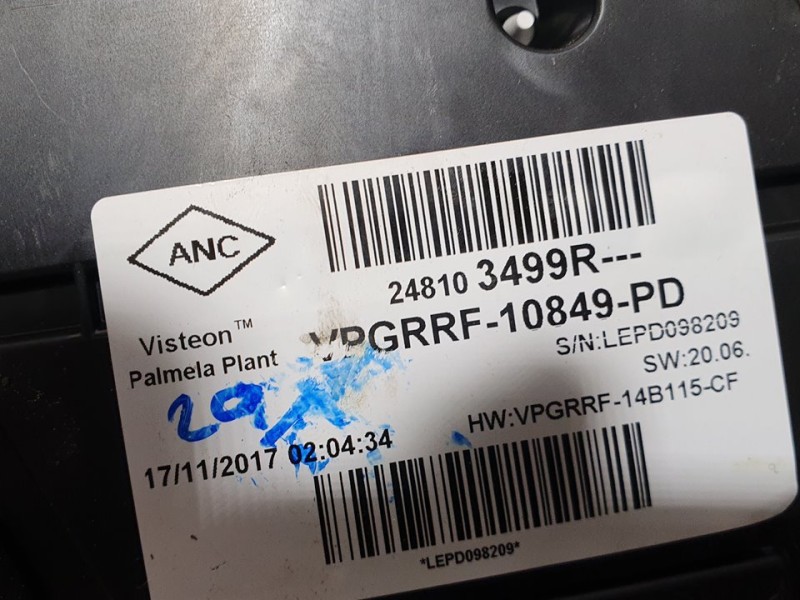 ANC
24810 3499R---
VPGRRF-10849-PD
Visteon™
Palmela Plant
S/N:LEPD098209
SW:20.06.
HW:VPGRRF-14B115-CF
17/11/2017 02:04:34
*LEPD098209*